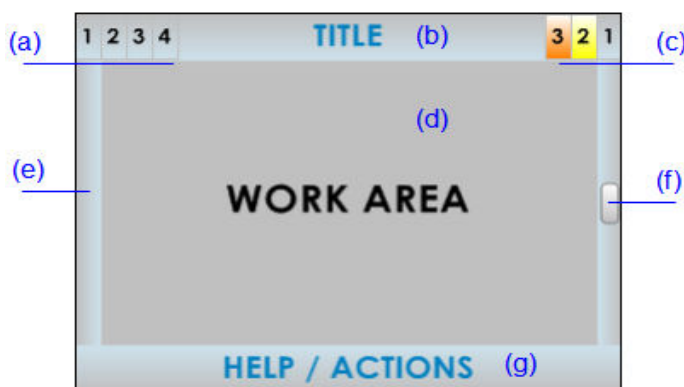 (a) 1 2 3 4 TITLE (b) 3 2 1 (c)
(d)
(e) WORK AREA (f)
HELP / ACTIONS (g)